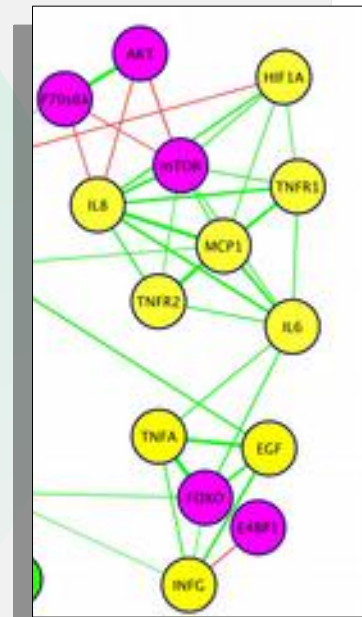 AKT
P70s6k
HIF1A
mTOR
TNFR1
IL8
MCP1
TNFR2
IL6
TNFA
EGF
FOXO
E4BP1
INFG